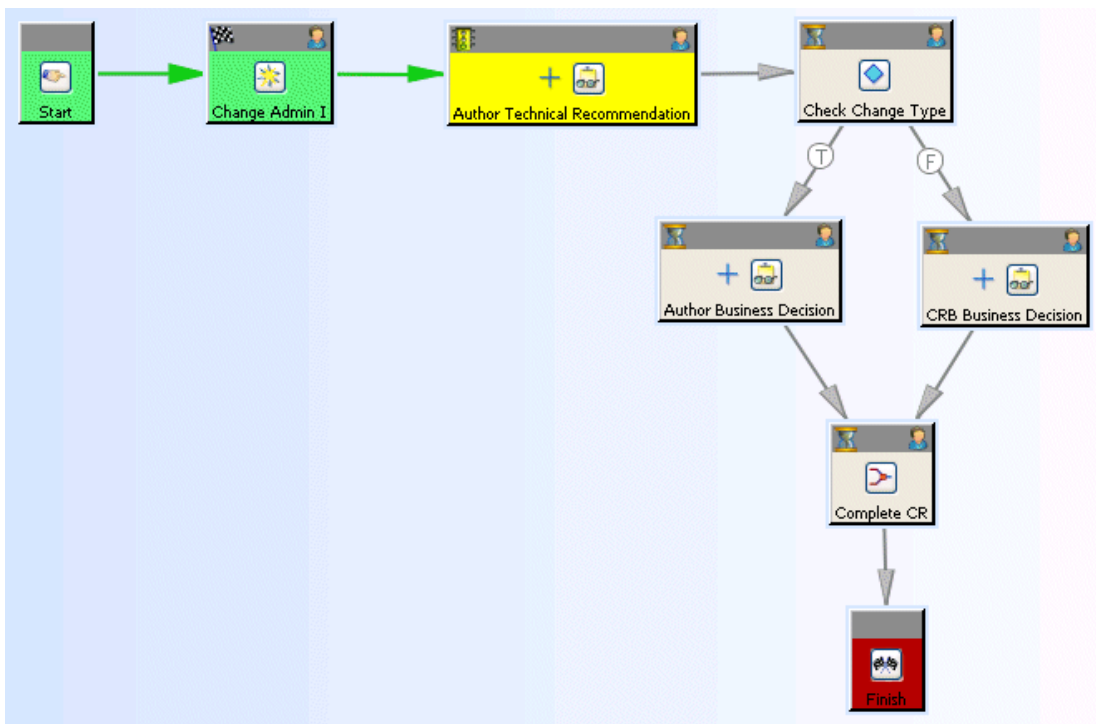 Start
Change Admin I
Author Technical Recommendation
Check Change Type
T
F
Author Business Decision
CRB Business Decision
Complete CR
Finish